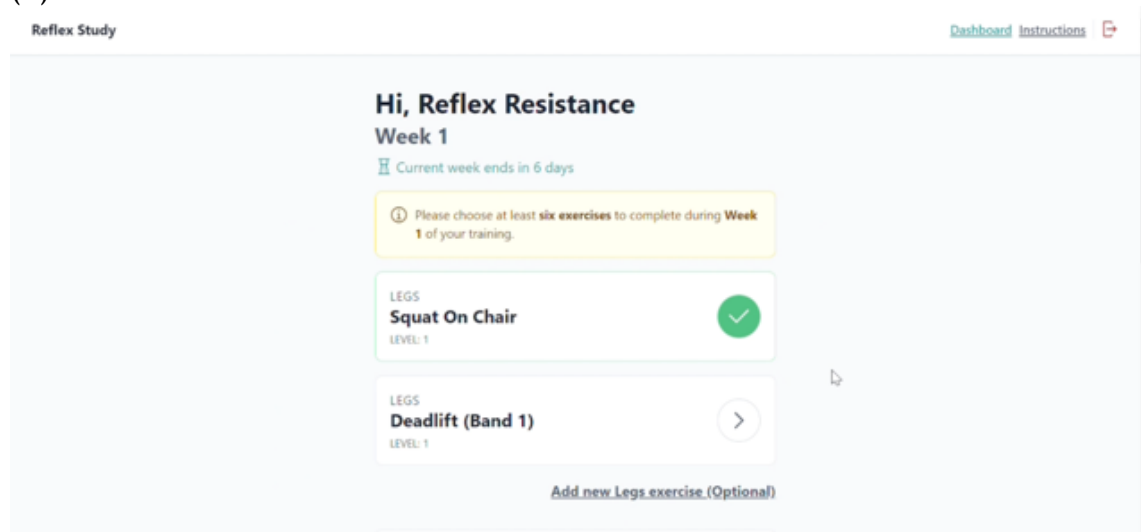 Reflex Study
Dashboard Instructions
Hi, Reflex Resistance
Week 1
Current week ends in 6 days
Please choose at least six exercises to complete during Week
1 of your training.
LEGS
Squat On Chair
LEVEL: 1
LEGS
Deadlift (Band 1)
LEVEL: 1
Add new Legs exercise (Optional)